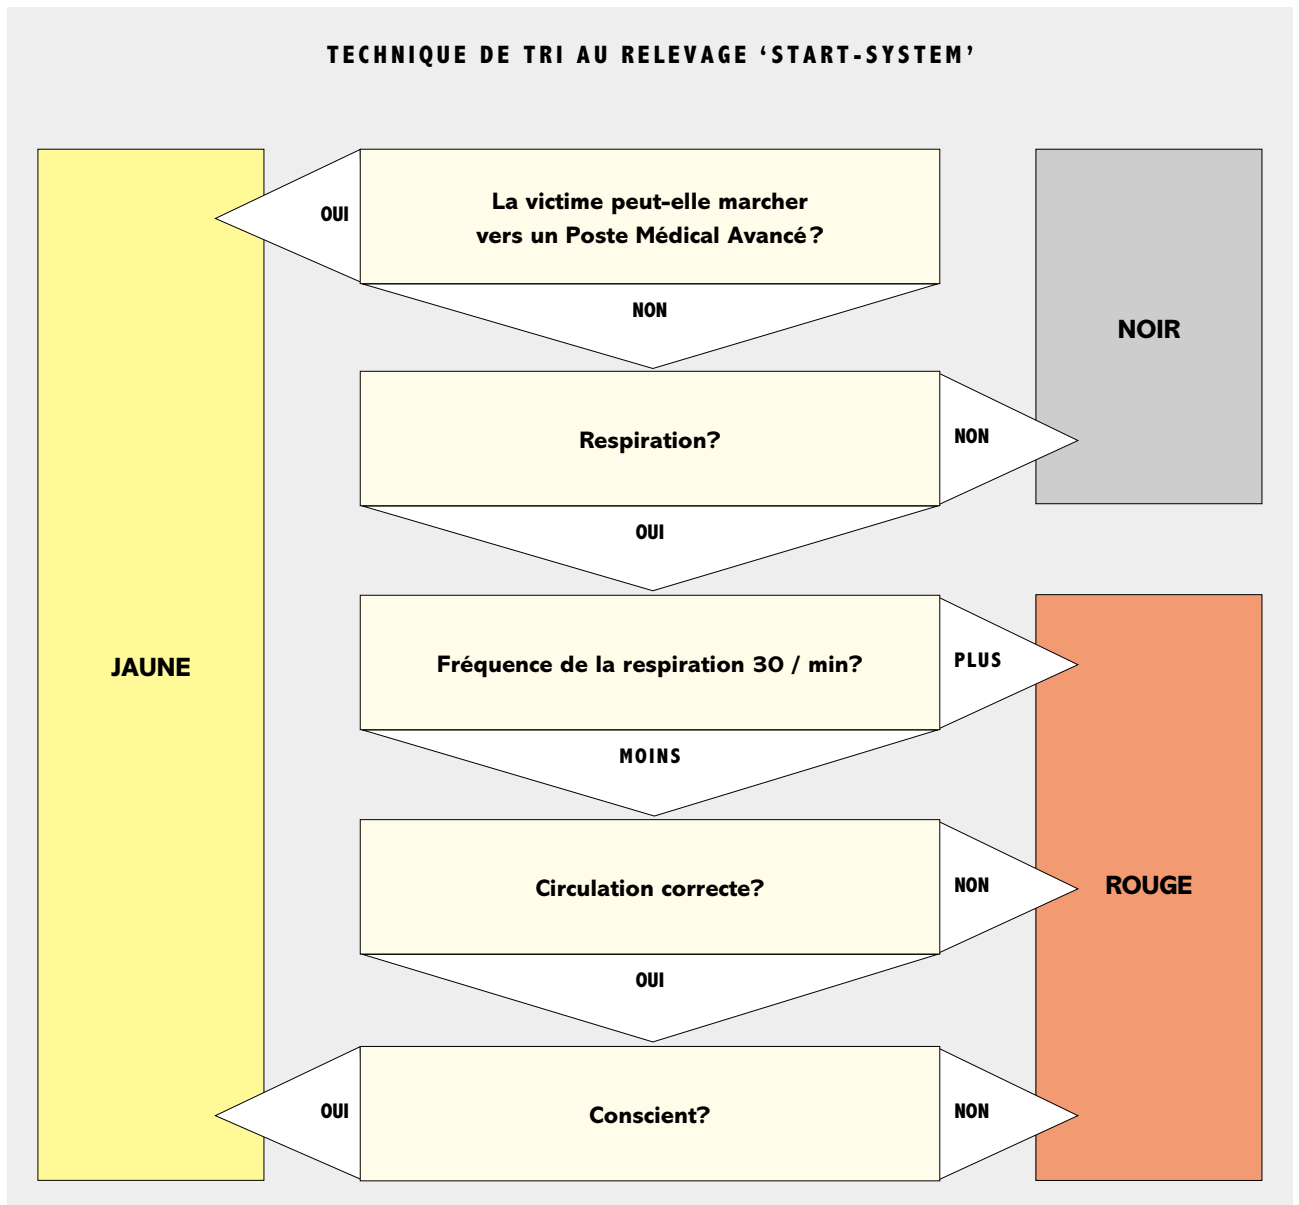 TECHNIQUE DE TRI AU RELEVAGE ‘START-SYSTEM’
La victime peut-elle marcher
vers un Poste Médical Avancé?
OUI
NON
NOIR
Respiration?
NON
OUI
JAUNE
Fréquence de la respiration 30 / min?
PLUS
MOINS
Circulation correcte?
NON
ROUGE
OUI
OUI
Conscient?
NON